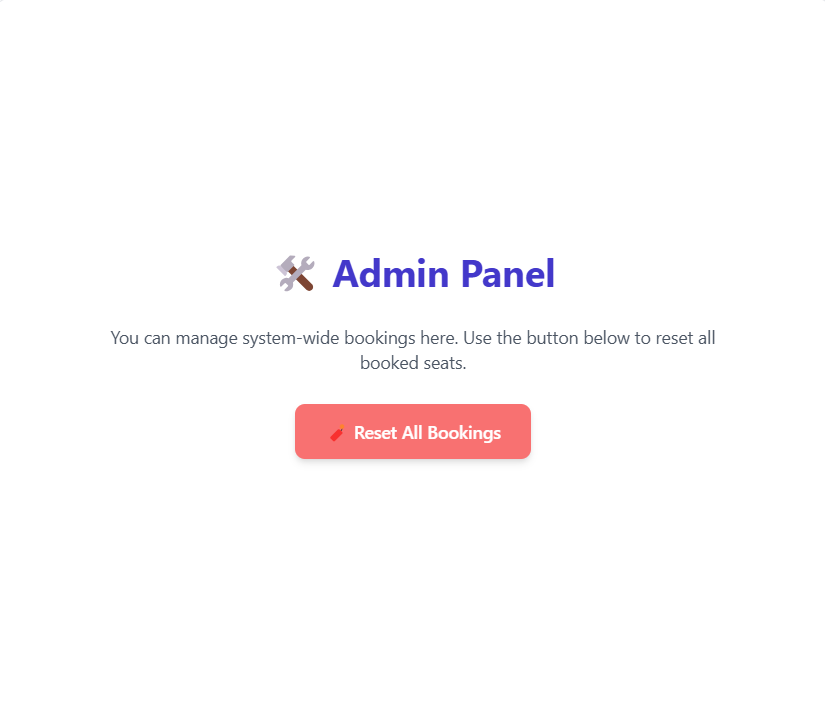 Admin Panel
You can manage system-wide bookings here. Use the button below to reset all
booked seats.
Reset All Bookings